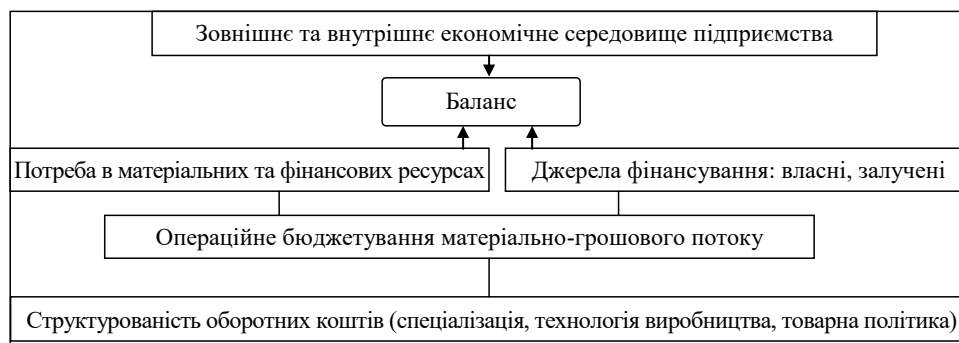 Зовнішнє та внутрішнє економічне середовище підприємства
Баланс
Потреба в матеріальних та фінансових ресурсах
Джерела фінансування: власні, залучені
Операційне бюджетування матеріально-грошового потоку
Структурованість оборотних коштів (спеціалізація, технологія виробництва, товарна політика)